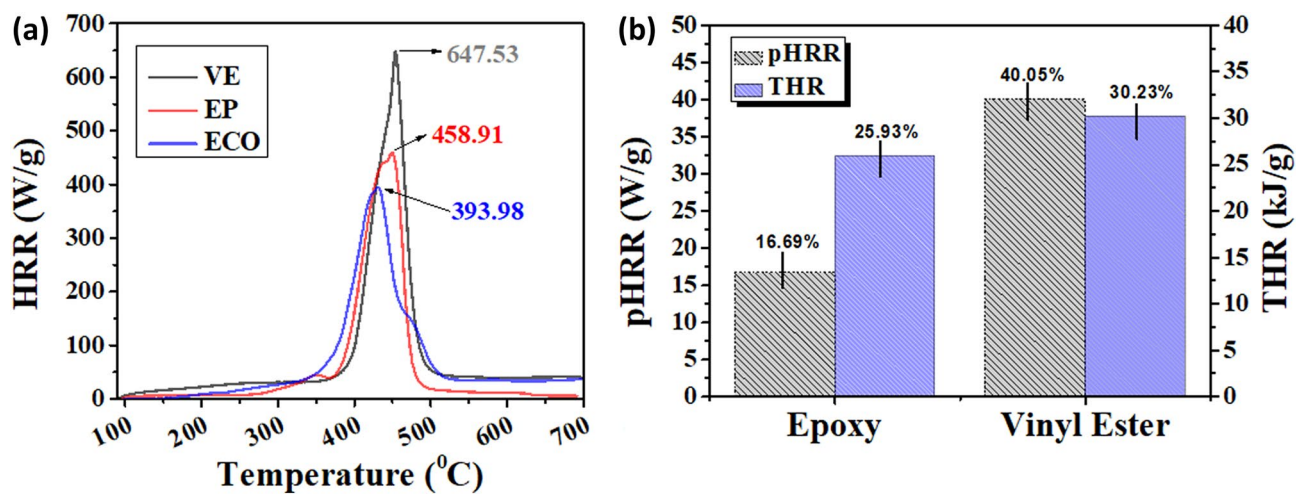 (a)
HRR (W/g)
700
600
500
400
300
200
100
0
VE
EP
ECO
647.53
458.91
393.98
100 200 300 400 500 600 700
Temperature (⁰C)
(b)
pHRR (W/g)
50
45
40
35
30
25
20
15
10
5
0
pHRR
THR
16.69%
25.93%
40.05%
30.23%
Epoxy Vinyl Ester
40
35
30
25
20
15
10
5
0
THR (kJ/g)